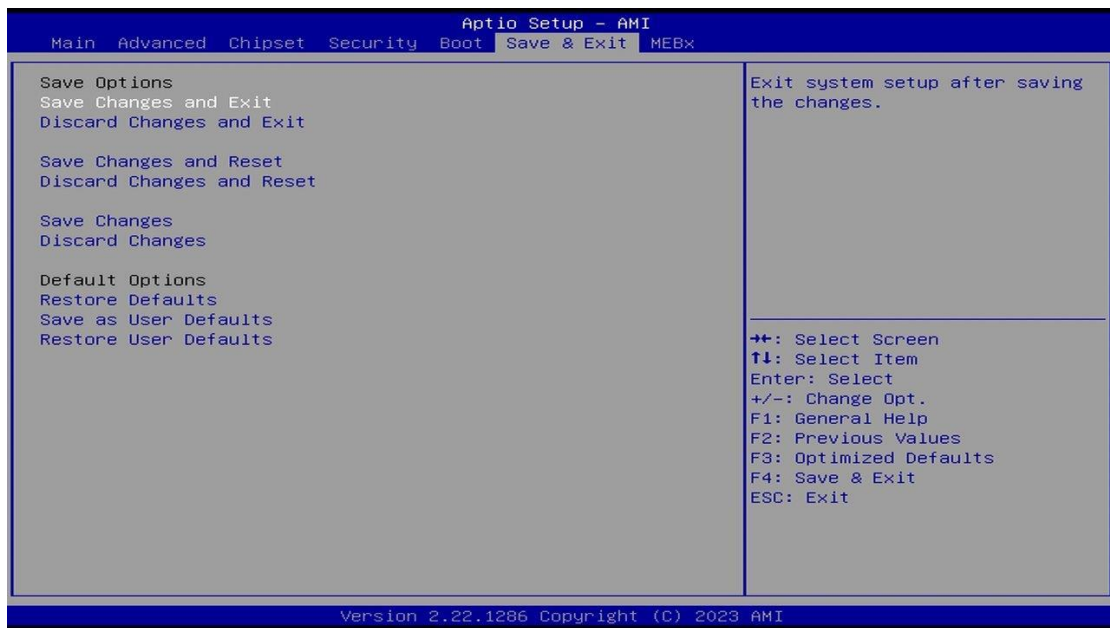 Aptio Setup – AMI
Main Advanced Chipset Security Boot Save & Exit MEBx
Save Options
Save Changes and Exit
Discard Changes and Exit
Save Changes and Reset
Discard Changes and Reset
Save Changes
Discard Changes
Default Options
Restore Defaults
Save as User Defaults
Restore User Defaults
Exit system setup after saving
the changes.
→←: Select Screen
↑↓: Select Item
Enter: Select
+/-: Change Opt.
F1: General Help
F2: Previous Values
F3: Optimized Defaults
F4: Save & Exit
ESC: Exit
Version 2.22.1286 Copyright (C) 2023 AMI